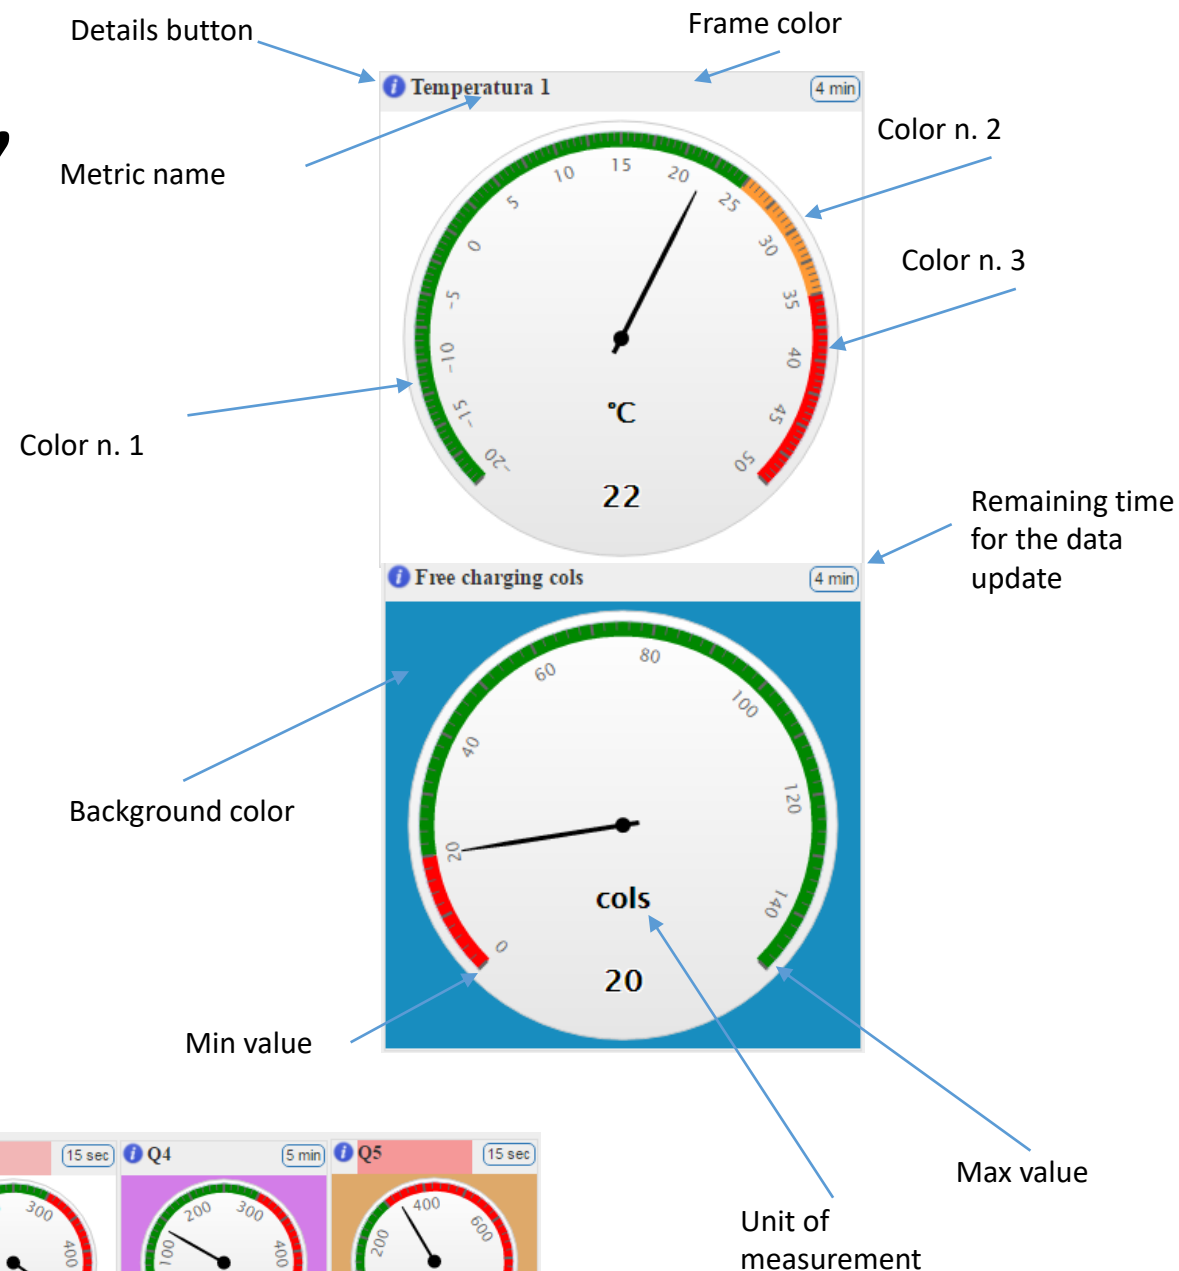 Details button
Frame color
Temperatura 1
4 min
Color n. 2
Metric name
-20
-15
-10
-5
0
5
10
15
20
25
30
35
40
45
50
Color n. 3
°C
Color n. 1
22
Remaining time
for the data
update
Free charging cols
4 min
0
20
40
60
80
100
120
140
Background color
cols
20
Min value
Max value
Unit of
measurement
15 sec
300
400
Q4
5 min
100
200
300
400
Q5
15 sec
200
400
600